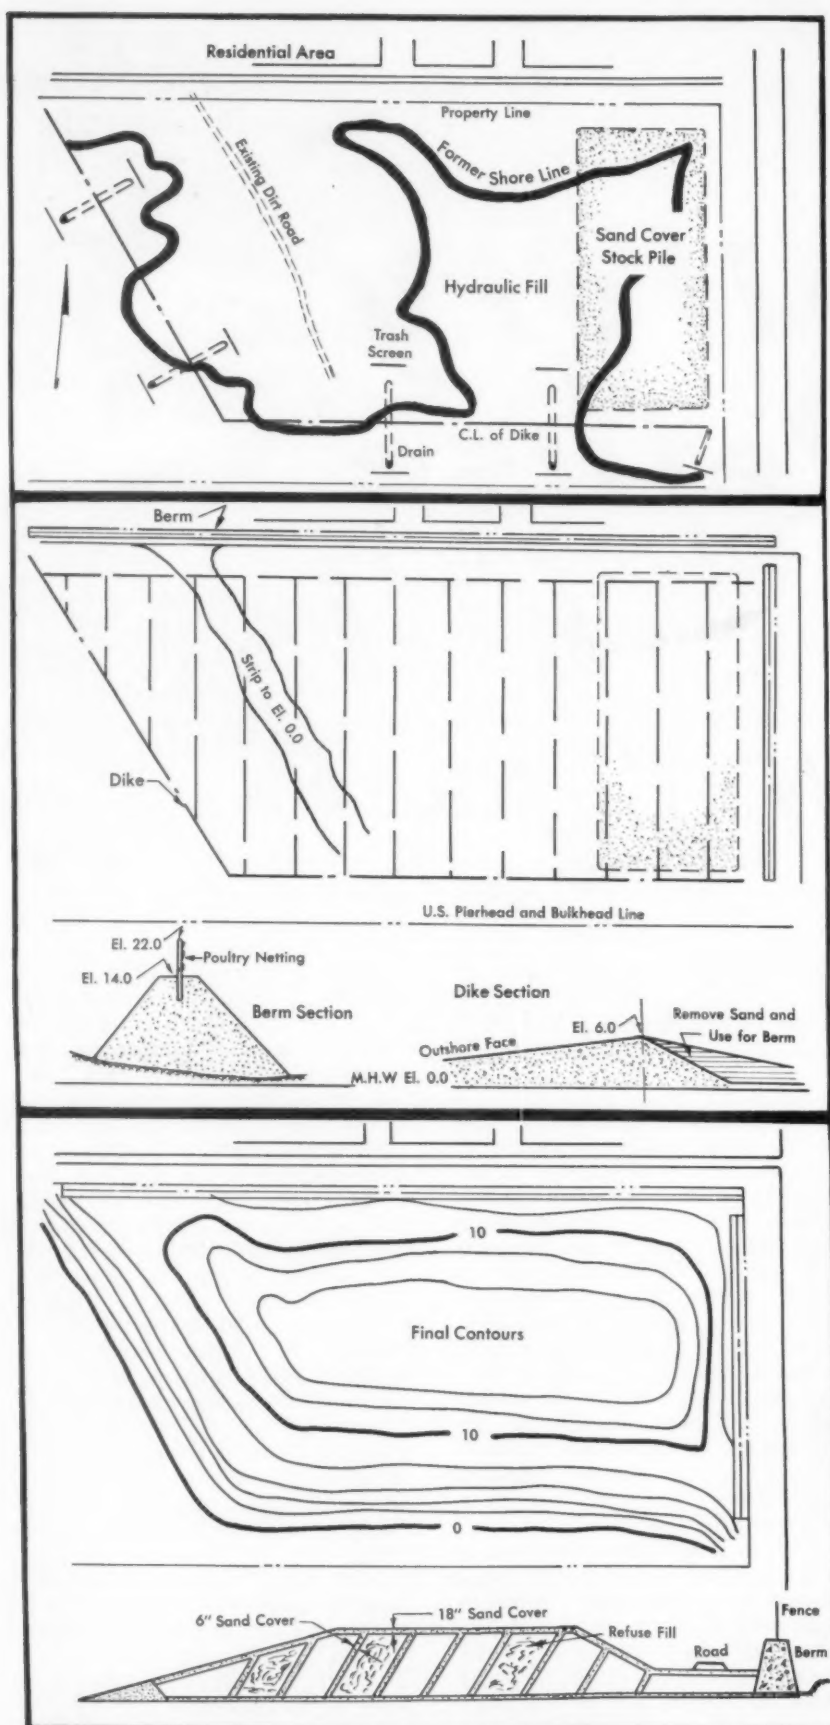 Residential Area
Property Line
Existing Dirt Road
Former Shore Line
Sand Cover
Stock Pile
Hydraulic Fill
Trash
Screen
C.L. of Dike
Drain
Berm
Strip to El. 0.0
Dike
U.S. Pierhead and Bulkhead Line
El. 22.0
Poultry Netting
El. 14.0
Berm Section
Dike Section
El. 6.0
Remove Sand and
Use for Berm
Outshore Face
M.H.W El. 0.0
10
Final Contours
10
0
6" Sand Cover
18" Sand Cover
Refuse Fill
Road
Fence
Berm